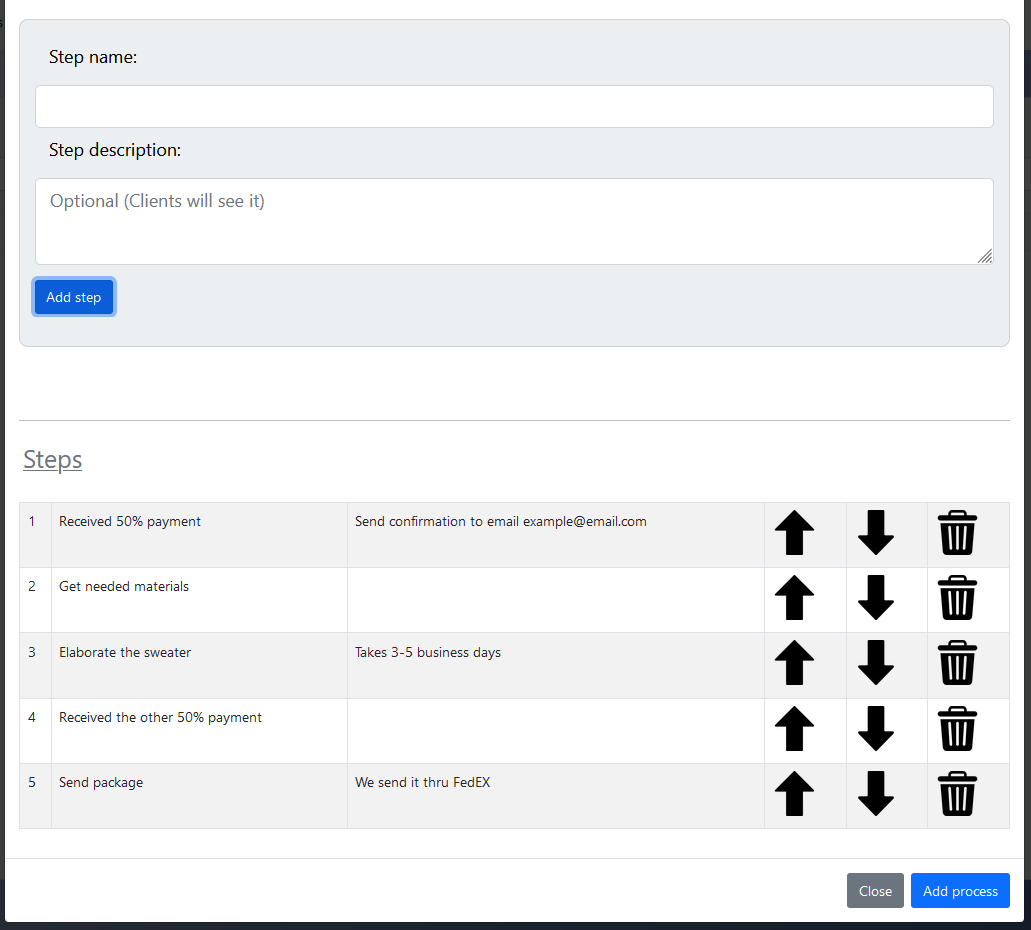 Step name:
Step description:
Optional (Clients will see it)
Add step
Steps
1 Received 50% payment Send confirmation to email example@email.com
2 Get needed materials
3 Elaborate the sweater Takes 3-5 business days
4 Received the other 50% payment
5 Send package We send it thru FedEX
Close Add process